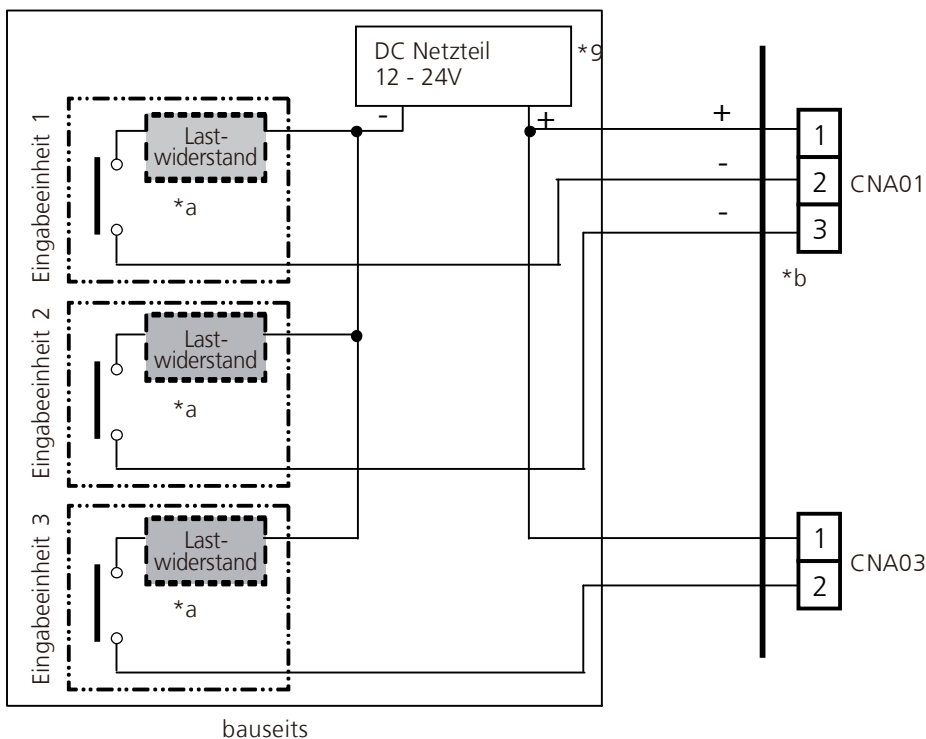 DC Netzteil
12 - 24V
*9
-
+
+
-
-
1
2
3
CNA01
*b
Eingabeeinheit 1
Last-
widerstand
*a
Eingabeeinheit 2
Last-
widerstand
*a
Eingabeeinheit 3
Last-
widerstand
*a
1
2
CNA03
bauseits